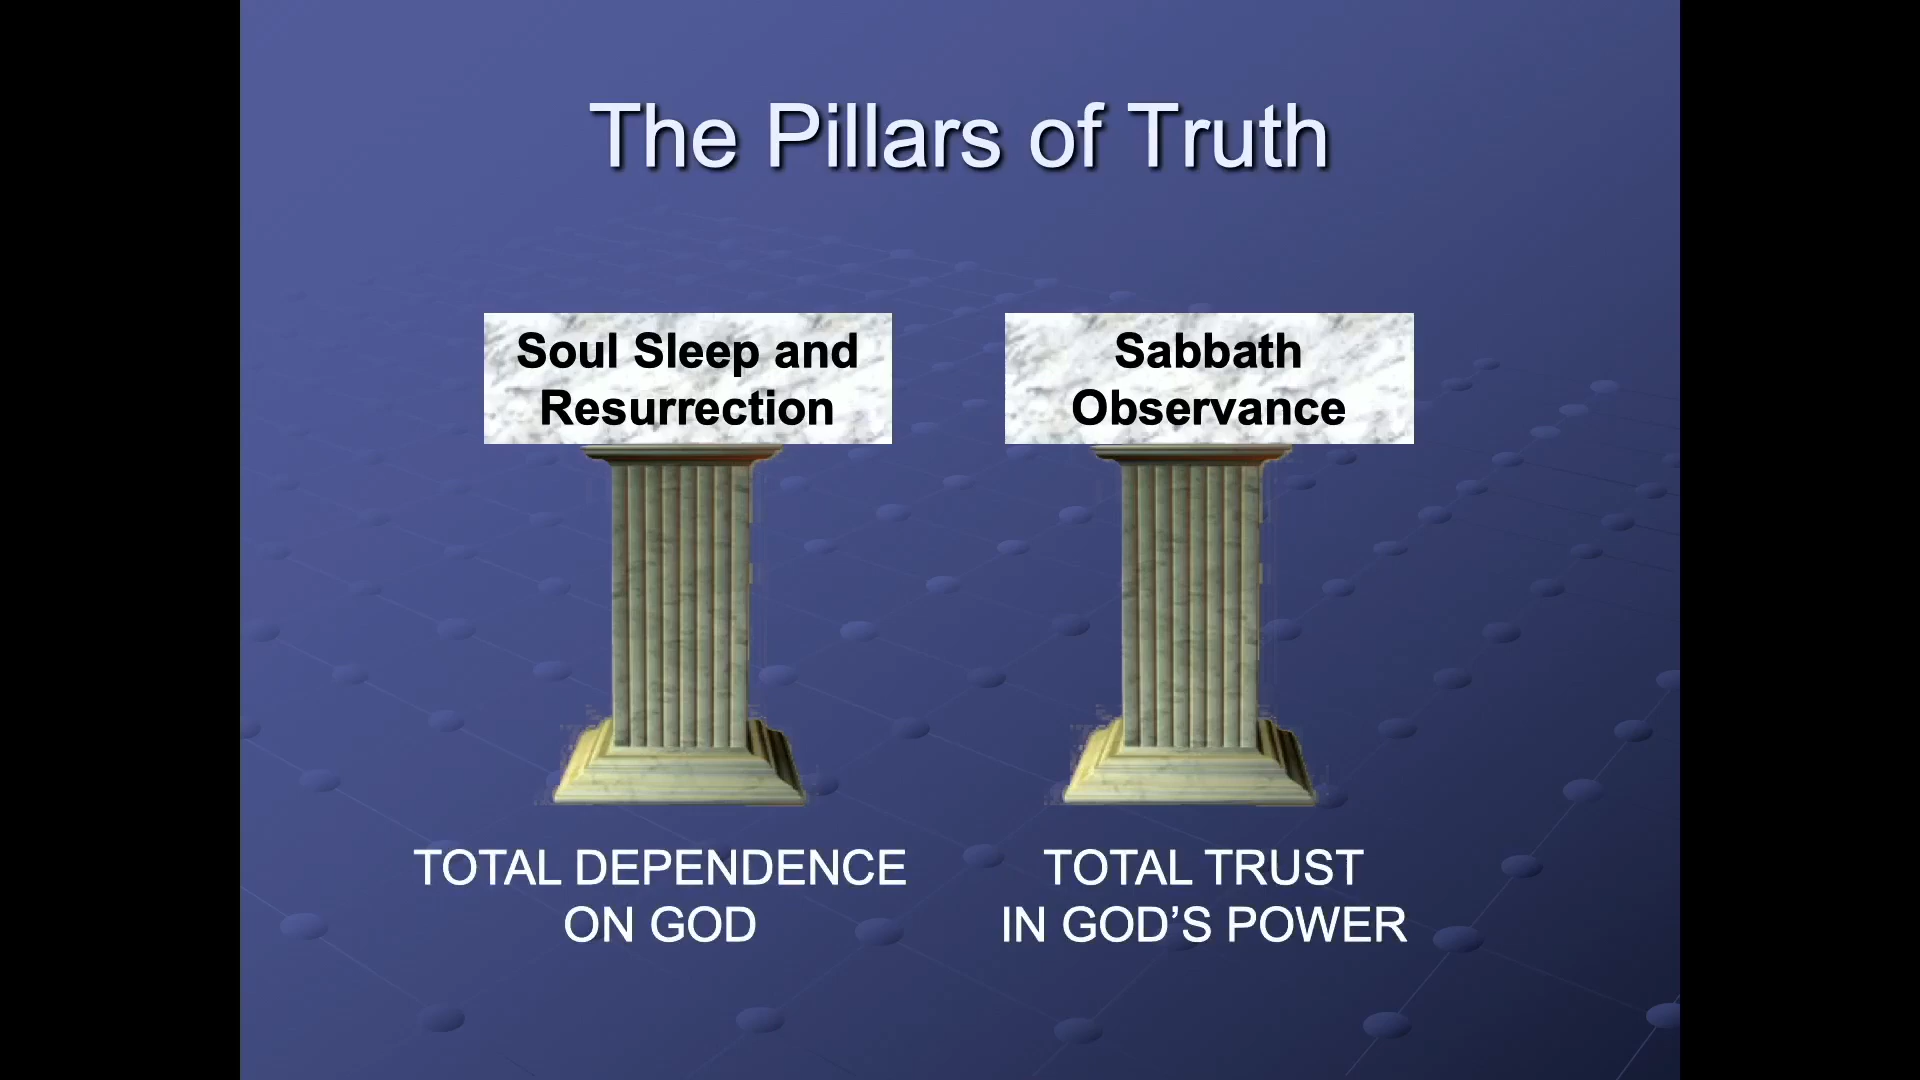 The Pillars of Truth
Soul Sleep and
Resurrection
Sabbath
Observance
TOTAL DEPENDENCE
ON GOD
TOTAL TRUST
IN GOD’S POWER